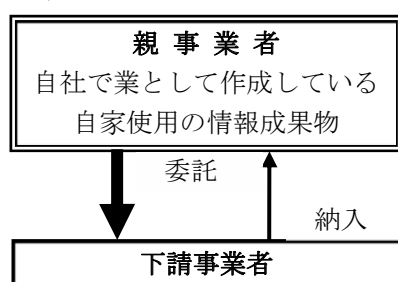 親 事 業 者
自社で業として作成している
自家使用の情報成果物
委託
納入
下請事業者